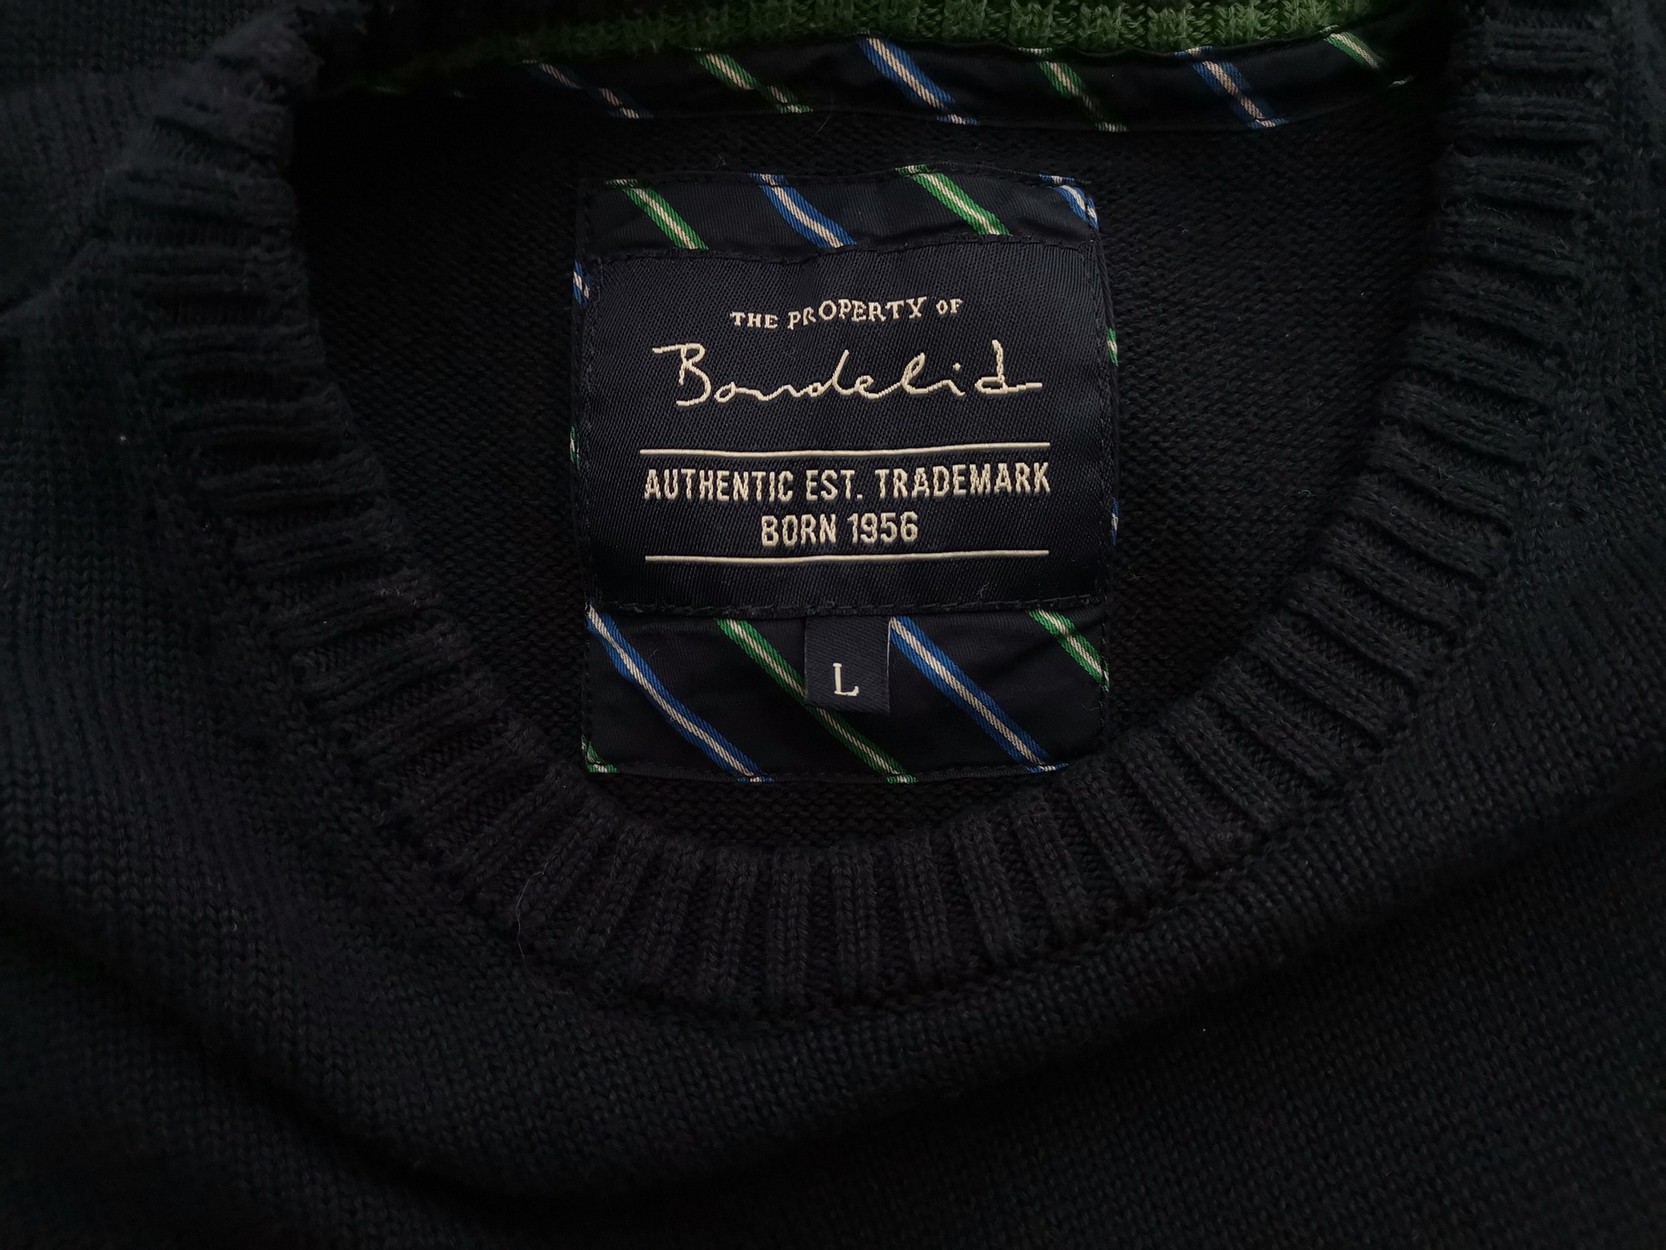 THE PROPERTY OF
Bondelid
AUTHENTIC EST. TRADEMARK
BORN 1956
L